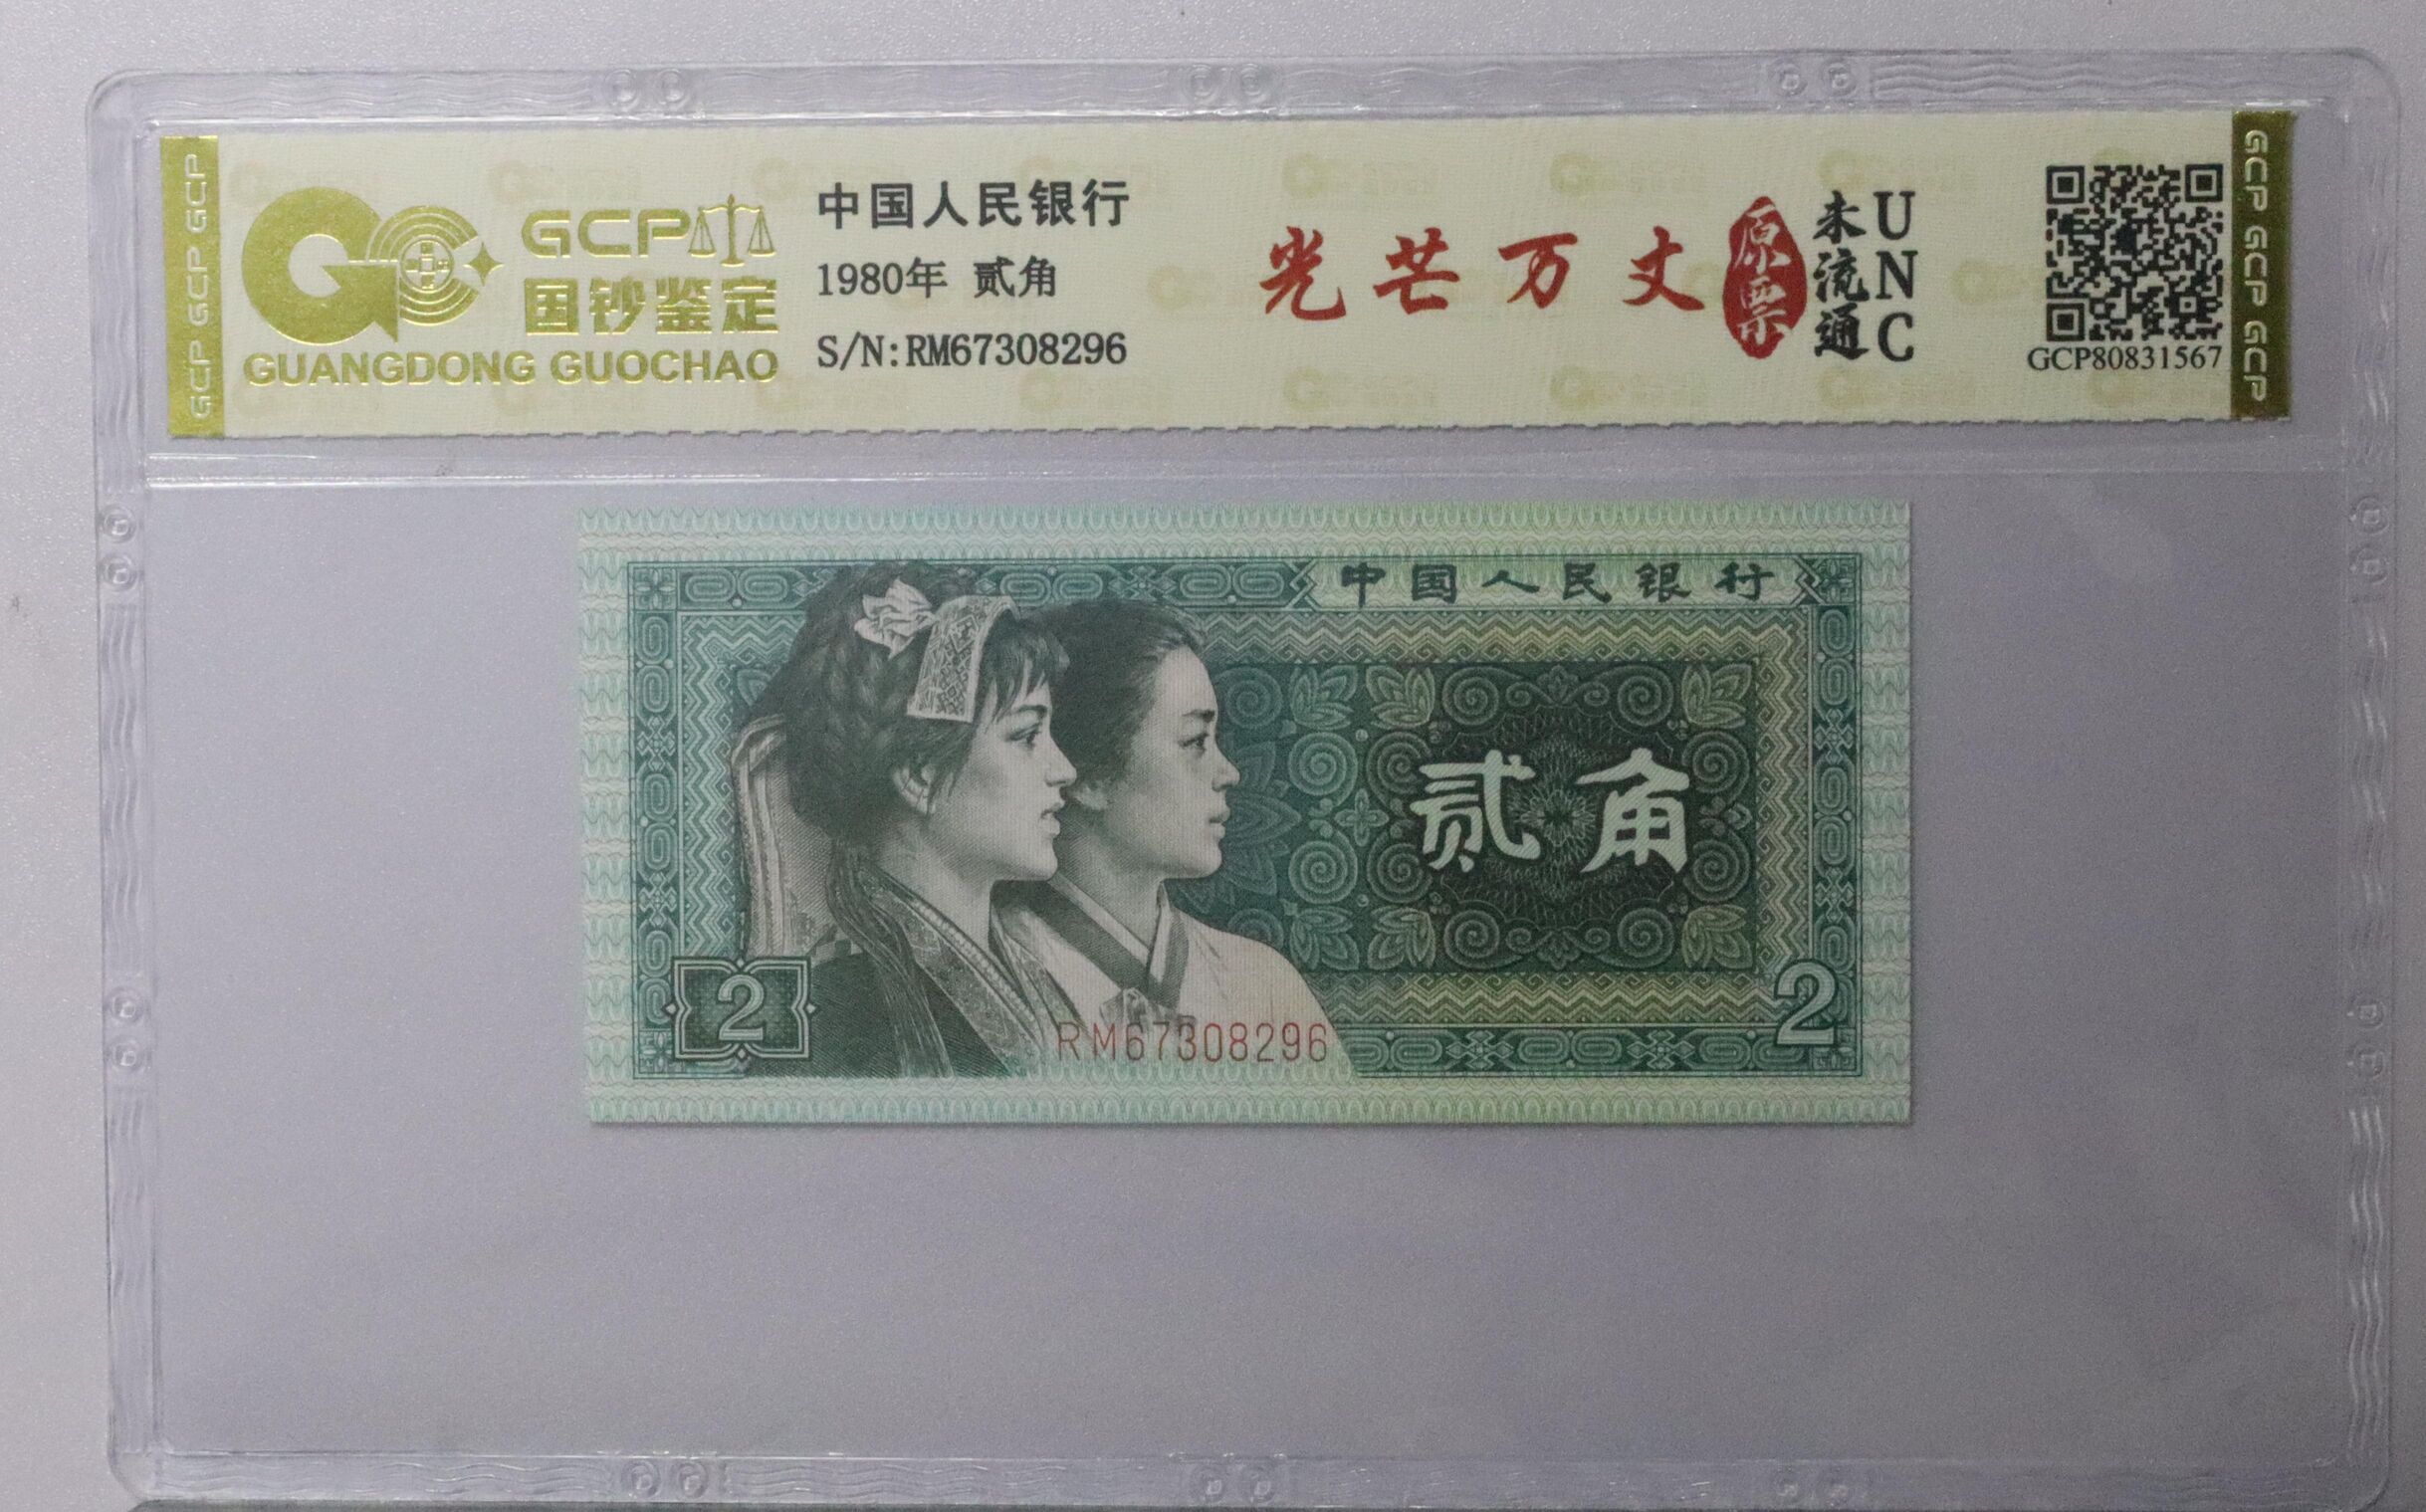 GCP GCP GCP
GCP
国钞鉴定
GUANGDONG GUOCHAO
中国人民银行
1980年 贰角
S/N:RM67308296
光芒万丈
原票
未流通
UNC
GCP80831567
GCP GCP GCP
中国人民银行
贰角
2
RM67308296
2